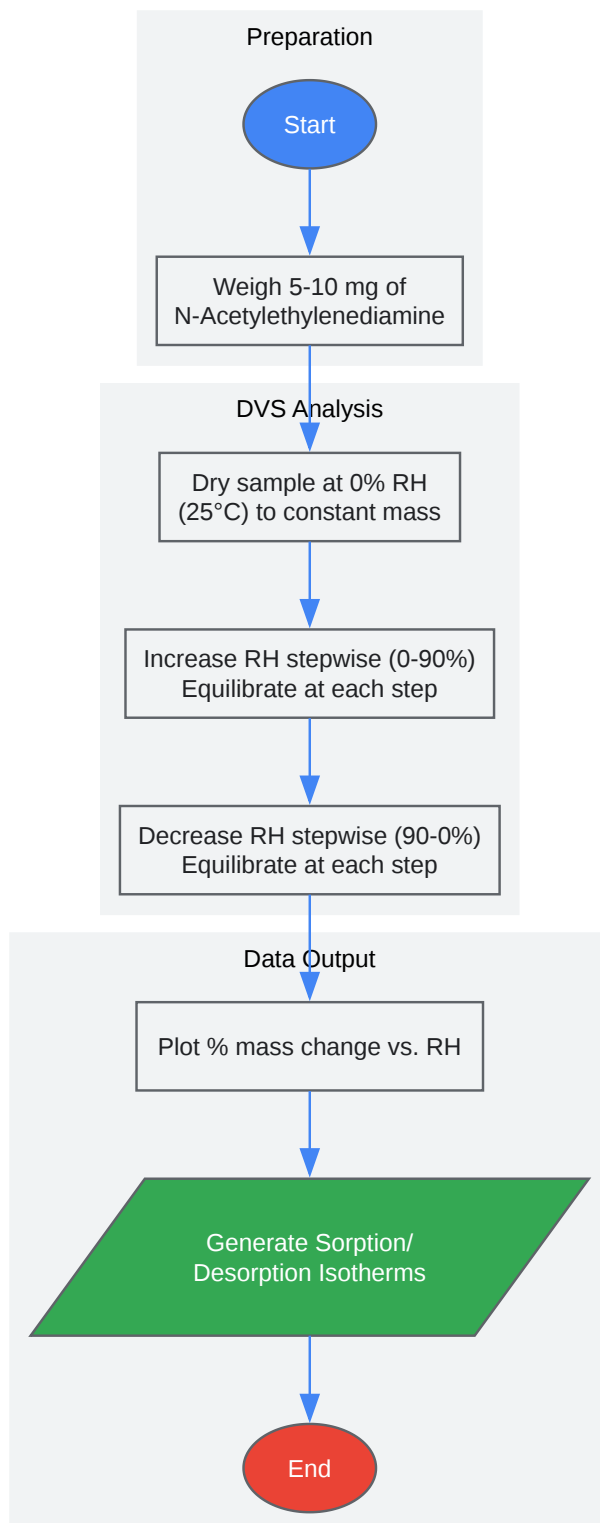 Preparation
Start
Weigh 5-10 mg of
N-Acetylethylenediamine
DVS Analysis
Dry sample at 0% RH
(25°C) to constant mass
Increase RH stepwise (0-90%)
Equilibrate at each step
Decrease RH stepwise (90-0%)
Equilibrate at each step
Data Output
Plot % mass change vs. RH
Generate Sorption/
Desorption Isotherms
End